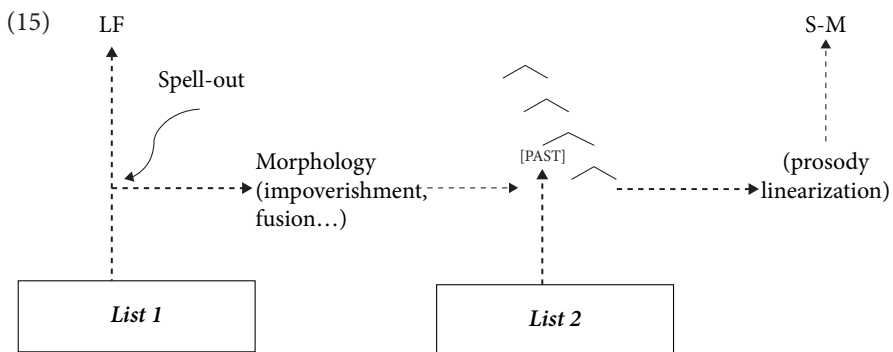 (15) LF S-M
Spell-out
[PAST]
Morphology
(impoverishment,
fusion…)
(prosody
linearization)
List 1
List 2